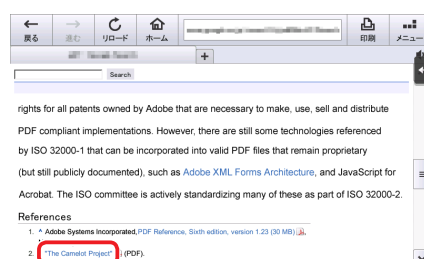 戻る
進む
リロード
ホーム
印刷
メニュー
+
Search
rights for all patents owned by Adobe that are necessary to make, use, sell and distribute
PDF compliant implementations. However, there are still some technologies referenced
by ISO 32000-1 that can be incorporated into valid PDF files that remain proprietary
(but still publicly documented), such as Adobe XML Forms Architecture, and JavaScript for
Acrobat. The ISO committee is actively standardizing many of these as part of ISO 32000-2.
References
1. ^ Adobe Systems Incorporated,PDF Reference, Sixth edition, version 1.23 (30 MB)
2. "The Camelot Project" (PDF).